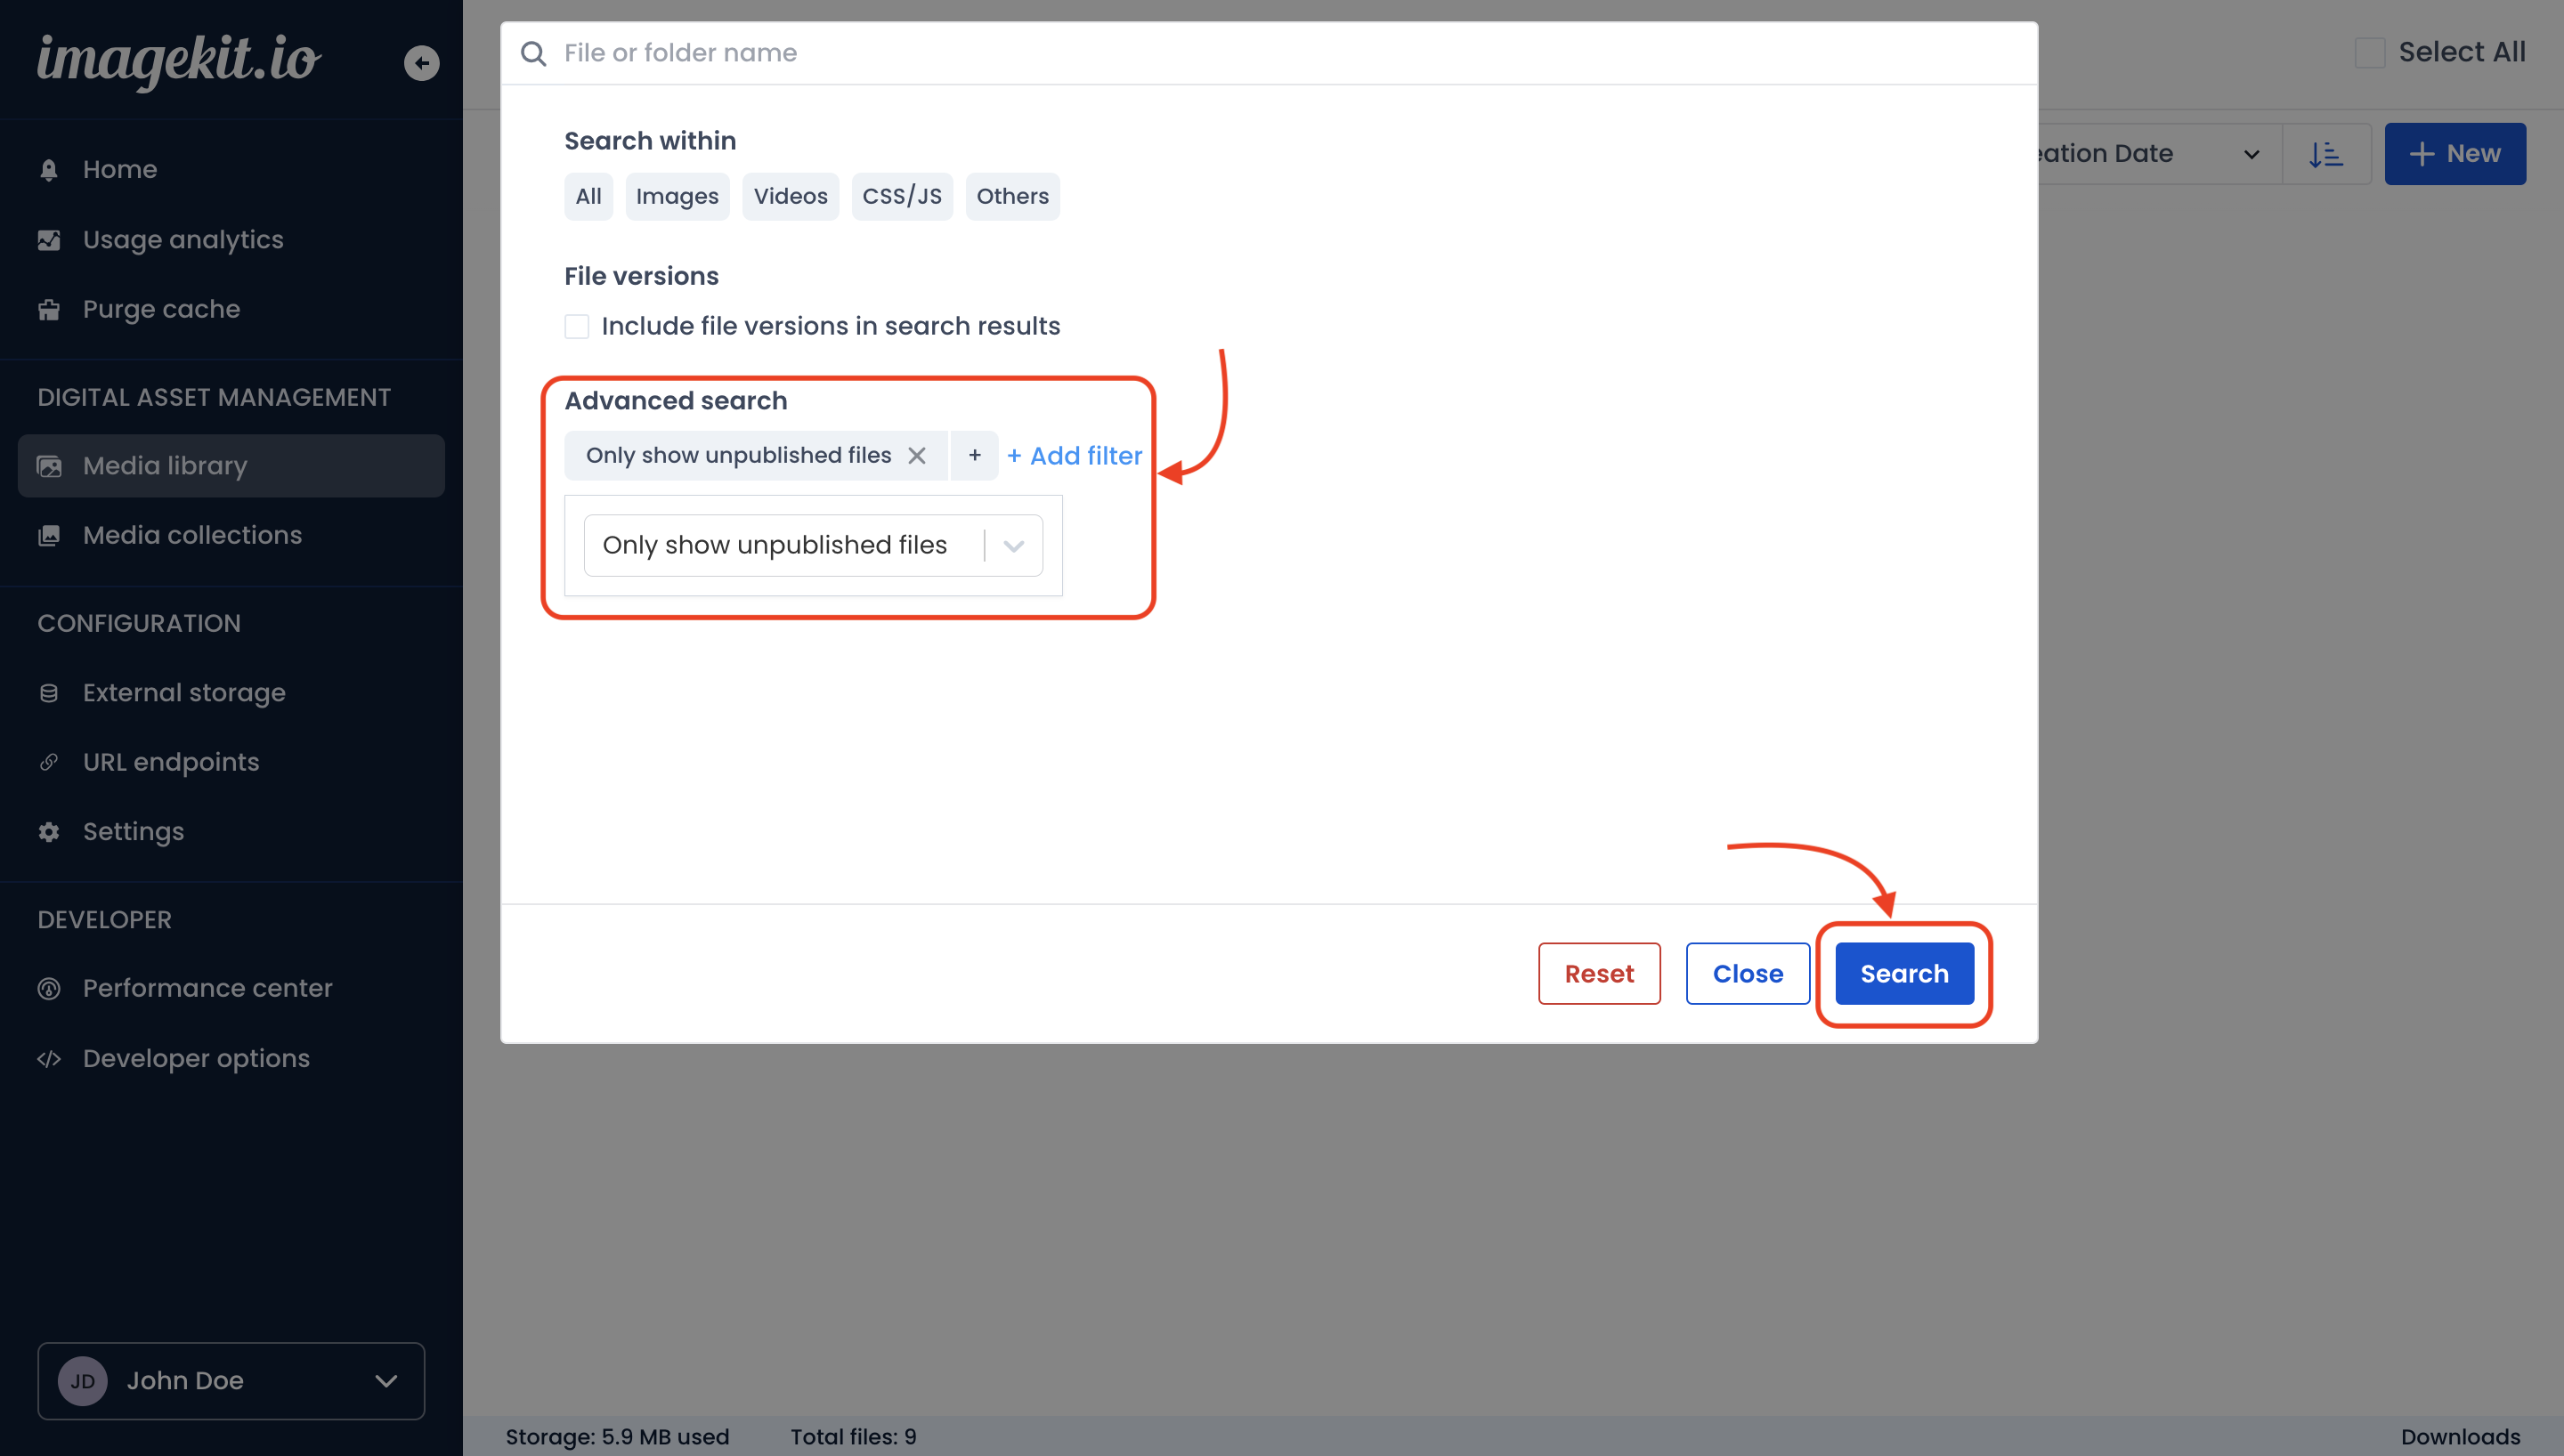 imagekit.io
Home
Usage analytics
Purge cache
DIGITAL ASSET MANAGEMENT
Media library
Media collections
CONFIGURATION
External storage
URL endpoints
Settings
DEVELOPER
Performance center
Developer options
JD John Doe
File or folder name
Search within
All Images Videos CSS/JS Others
File versions
Include file versions in search results
Advanced search
Only show unpublished files + + Add filter
Only show unpublished files
Reset Close Search
Select All
eation Date + New
Storage: 5.9 MB used Total files: 9 Downloads